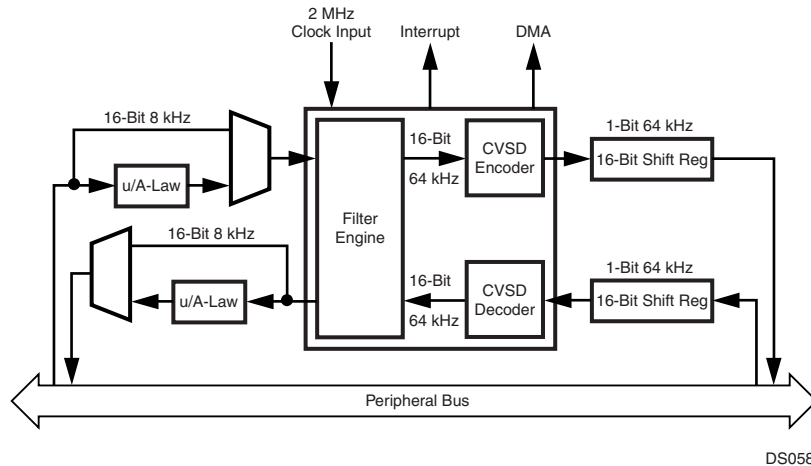 2 MHz
Clock Input
Interrupt
DMA
16-Bit 8 kHz
u/A-Law
16-Bit 8 kHz
u/A-Law
Filter
Engine
16-Bit
64 kHz
CVSD
Encoder
1-Bit 64 kHz
16-Bit Shift Reg
16-Bit
64 kHz
CVSD
Decoder
1-Bit 64 kHz
16-Bit Shift Reg
Peripheral Bus
DS058